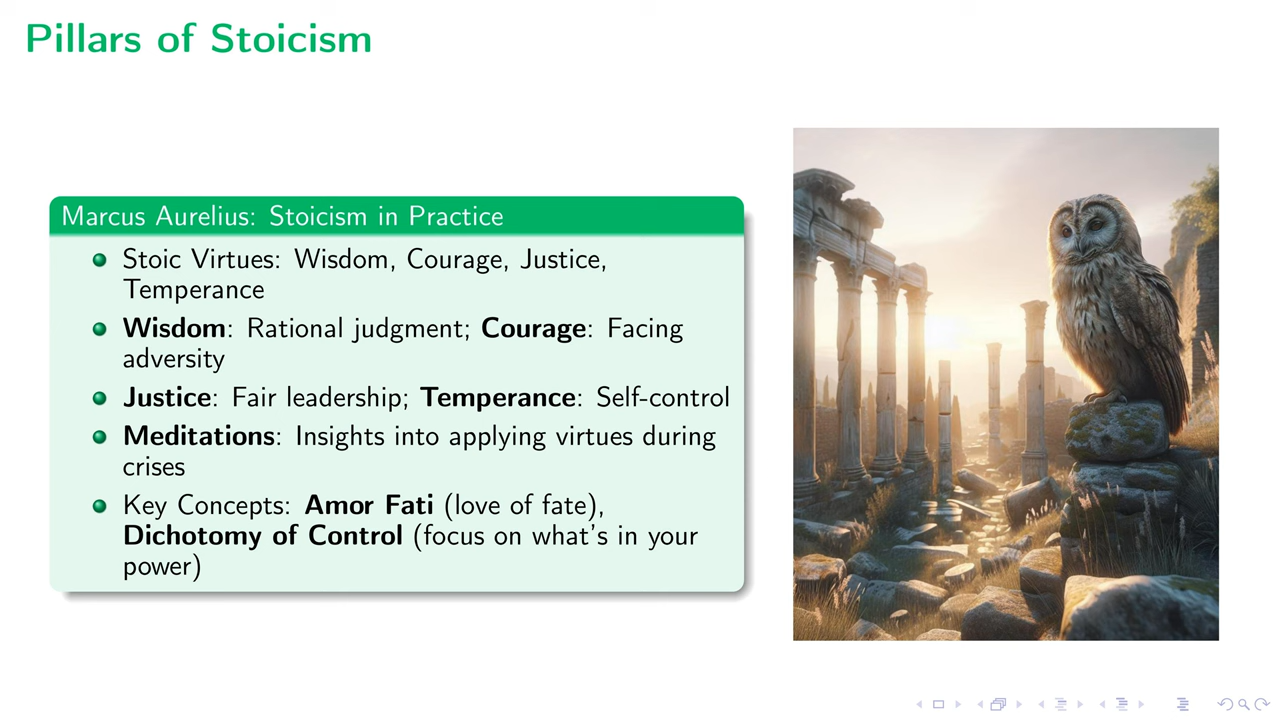 Pillars of Stoicism
Marcus Aurelius: Stoicism in Practice
Stoic Virtues: Wisdom, Courage, Justice,
Temperance
Wisdom: Rational judgment; Courage: Facing
adversity
Justice: Fair leadership; Temperance: Self-control
Meditations: Insights into applying virtues during
crises
Key Concepts: Amor Fati (love of fate),
Dichotomy of Control (focus on what's in your
power)